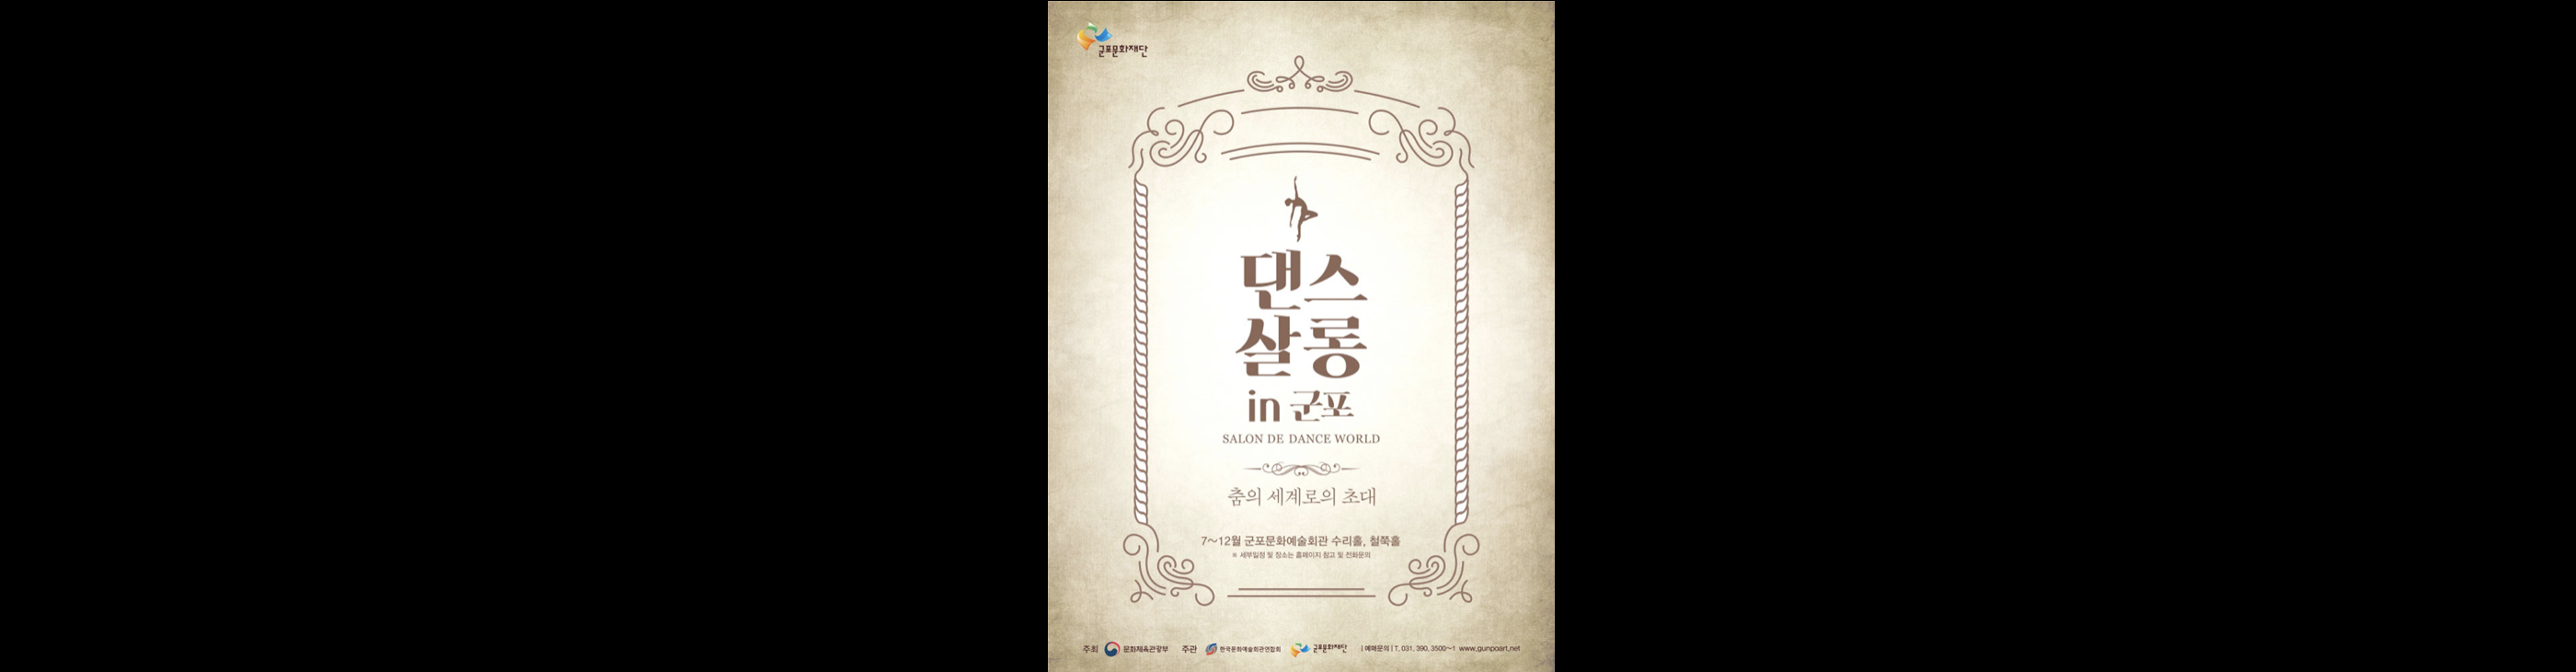 군포문화재단
댄스
살롱
in 군포
SALON DE DANCE WORLD
춤의 세계로의 초대
7~12월 군포문화예술회관 수리홀, 철쭉홀
※ 세부일정 및 장소는 홈페이지 참고 및 전화문의
주최 문화체육관광부 주관 한국문화예술회관연합회 군포문화재단 | 예매문의 | T. 031. 390. 3500~1 www.gunpoart.net